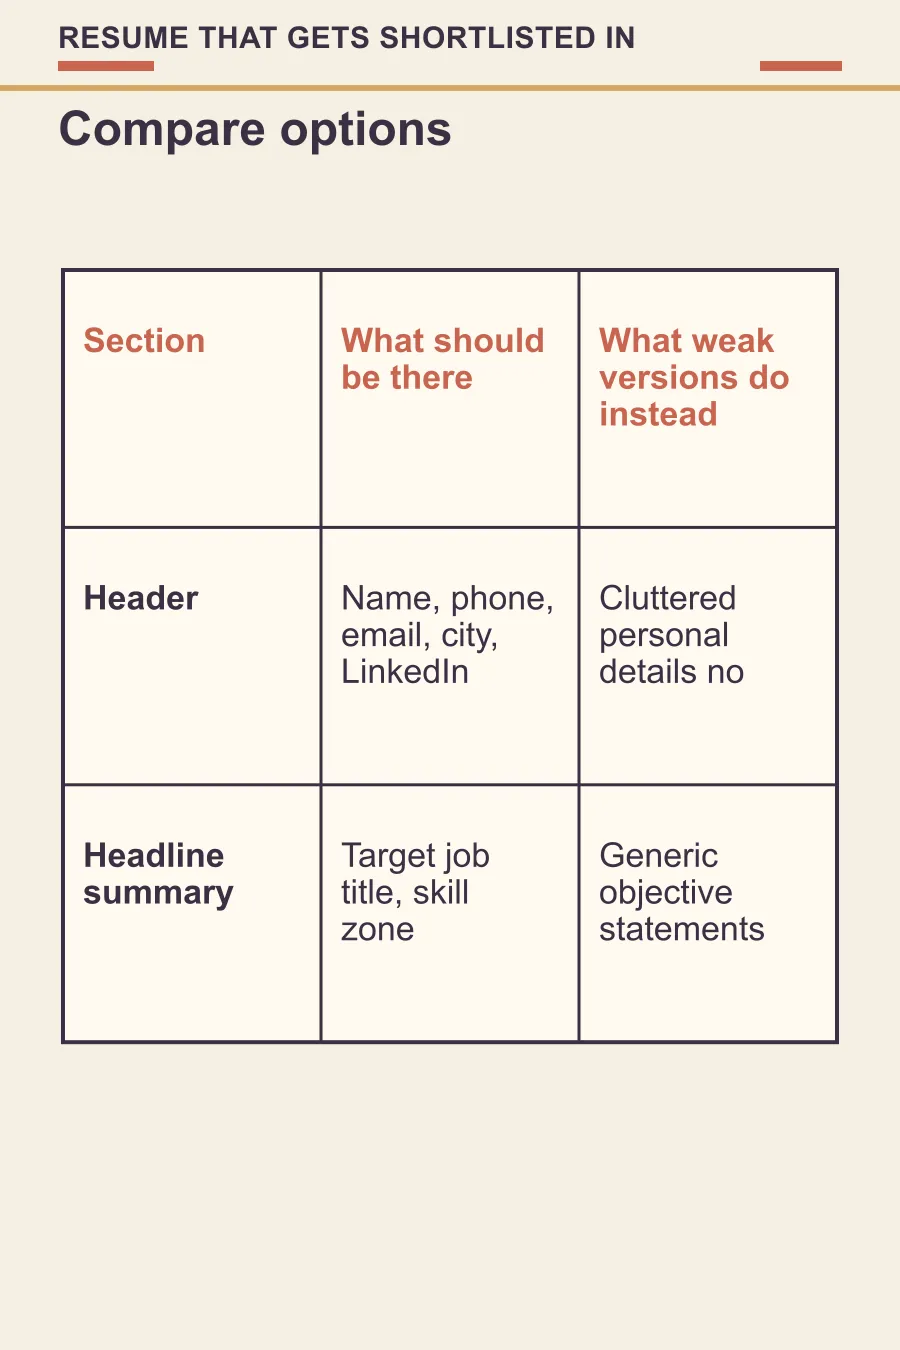 RESUME THAT GETS SHORTLISTED IN
Compare options
Section
What should
be there
What weak
versions do
instead
Header
Name, phone,
email, city,
LinkedIn
Cluttered
personal
details no
Headline
summary
Target job
title, skill
zone
Generic
objective
statements